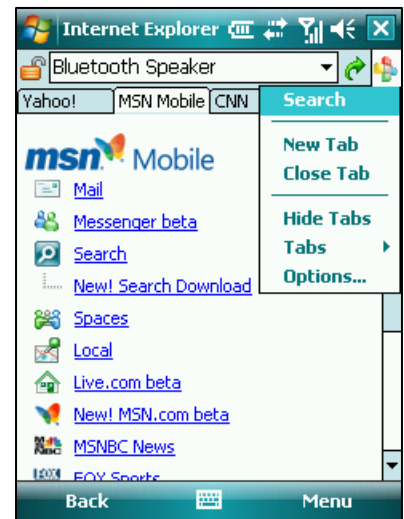 Internet Explorer
Bluetooth Speaker
Yahoo! MSN Mobile CNN
Search
New Tab
Close Tab
Hide Tabs
Tabs
Options...
msn Mobile
Mail
Messenger beta
Search
New! Search Download
Spaces
Local
Live.com beta
New! MSN.com beta
MSNBC News
FOX Sports
Back Menu